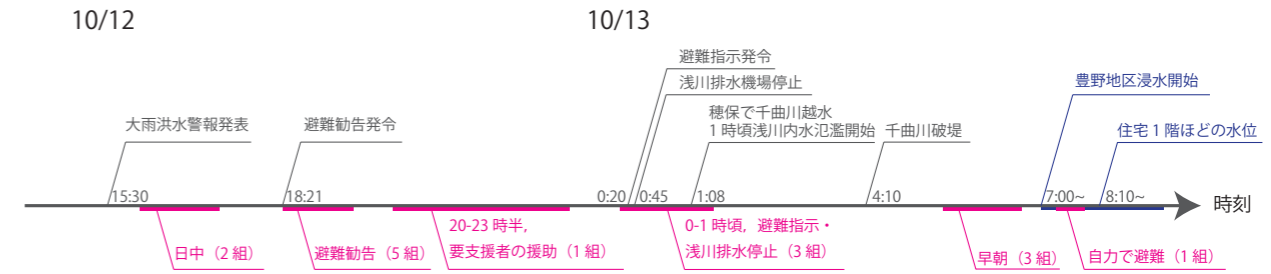 10/12
10/13
避難指示発令
浅川排水機場停止
穂保で千曲川越水
1 時頃浅川内水氾濫開始
千曲川破堤
豊野地区浸水開始
住宅 1 階ほどの水位
大雨洪水警報発表
避難勧告発令
15:30
18:21
0:20
0:45
1:08
4:10
7:00~
8:10~
時刻
日中（2 組）
避難勧告（5 組）
20-23 時半,
要支援者の援助（1 組）
0-1 時頃，避難指示・
浅川排水停止（3 組）
早朝（3 組）
自力で避難（1 組）